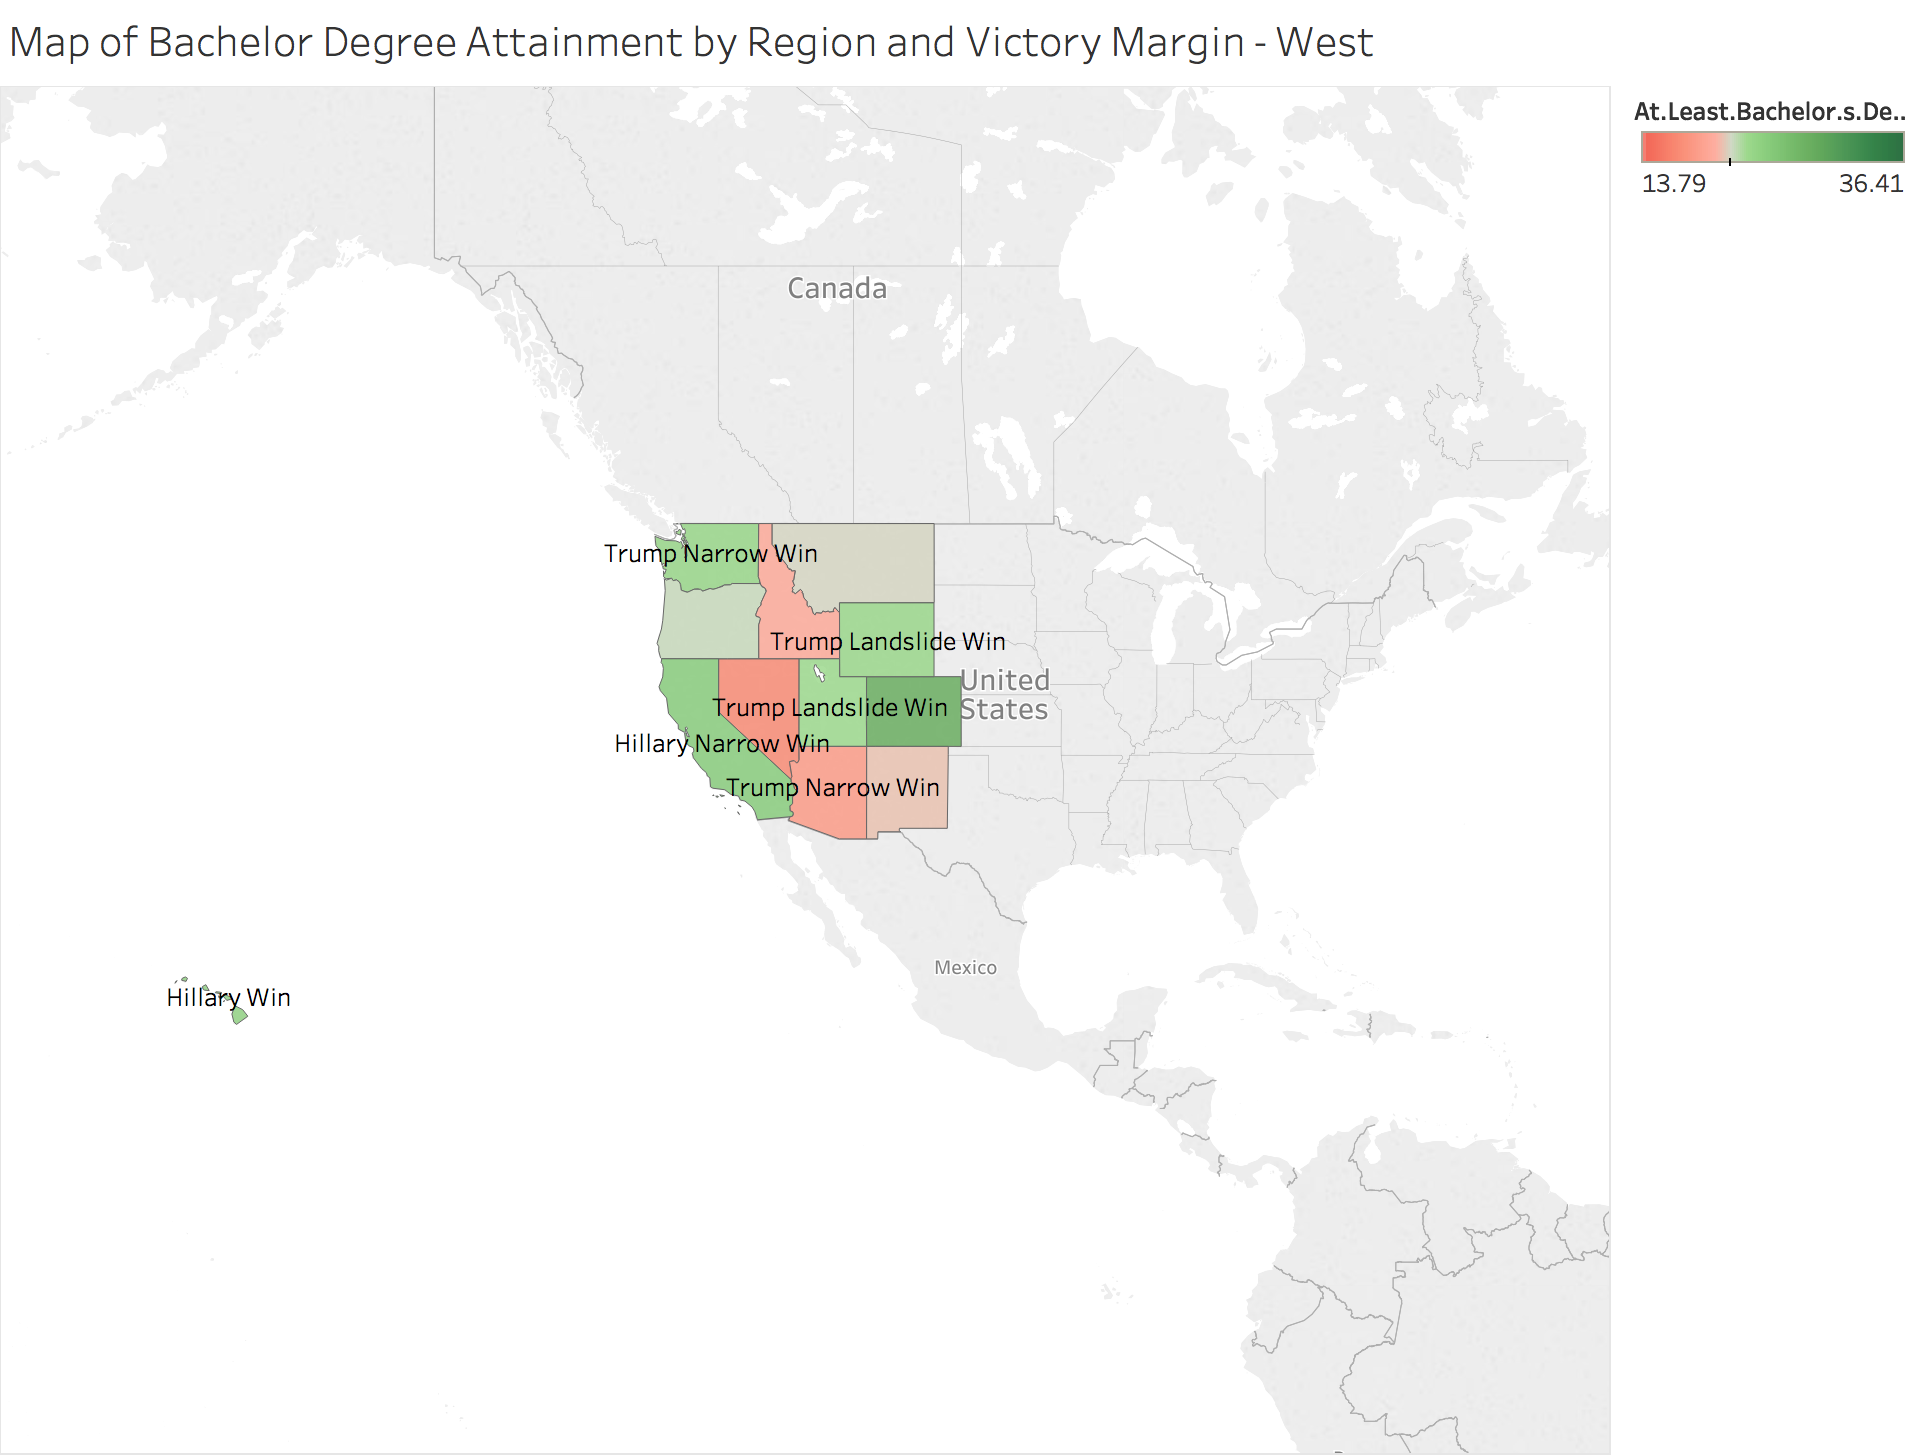 Map of Bachelor Degree Attainment by Region and Victory Margin - West
At.Least.Bachelor.s.De..
13.79 36.41
Canada
Trump Narrow Win
Trump Landslide Win
United
States
Trump Landslide Win
Hillary Narrow Win
Trump Narrow Win
Mexico
Hillary Win